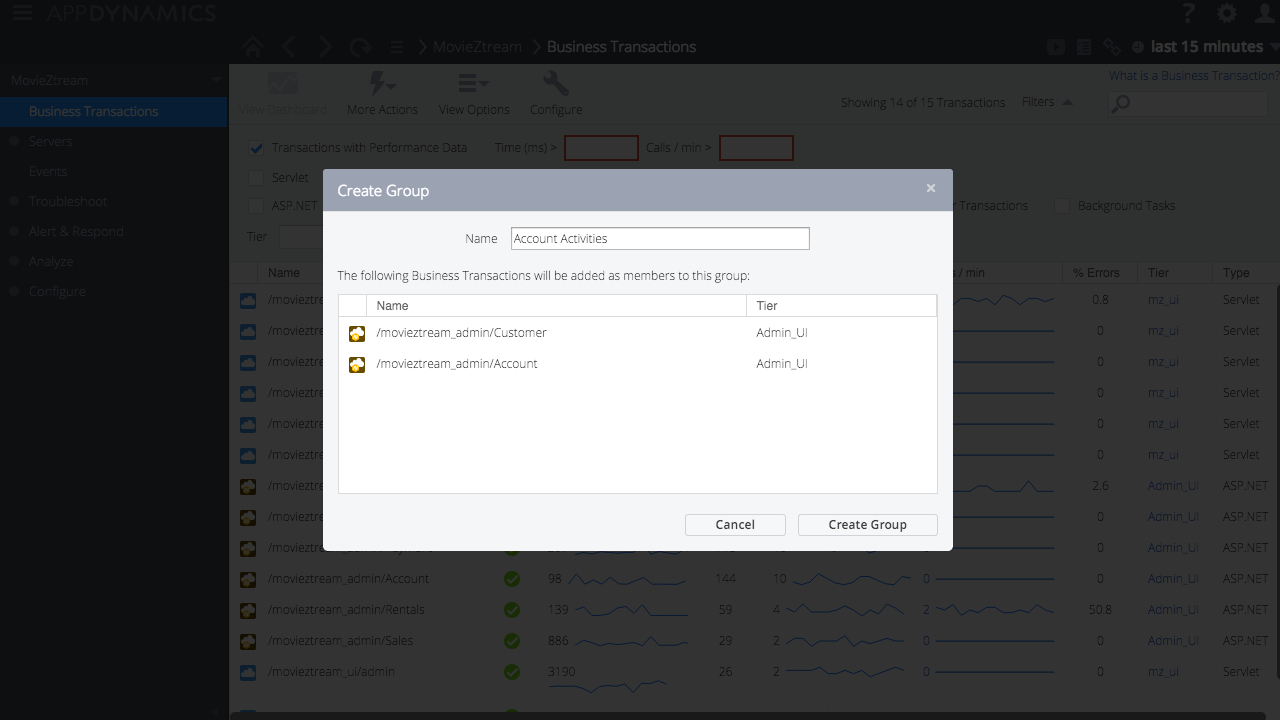 APPDYNAMICS
MovieZtream
Business Transactions
last 15 minutes
MovieZtream
Business Transactions
Servers
Events
Troubleshoot
Alert & Respond
Analyze
Configure
View Dashboard
More Actions
View Options
Configure
Showing 14 of 15 Transactions
Filters
What is a Business Transaction?
Transactions with Performance Data
Time (ms) >
Calls / min >
Servlet
ASP.NET
Transactions
Background Tasks
Tier
Create Group
×
Name
Account Activities
The following Business Transactions will be added as members to this group:
Name Tier
/movieztream_admin/Customer Admin_UI
/movieztream_admin/Account Admin_UI
Cancel
Create Group
Name / min % Errors Tier Type
/movieztre 0.8 mz_ui Servlet
/movieztre 0 mz_ui Servlet
/movieztre 0 mz_ui Servlet
/movieztre 0 mz_ui Servlet
/movieztre 0 mz_ui Servlet
/movieztre 0 mz_ui Servlet
/movieztre 2.6 Admin_UI ASP.NET
/movieztre 0 Admin_UI ASP.NET
/movieztre 0 Admin_UI ASP.NET
/movieztream_admin/Account 98 144 10 0 0 Admin_UI ASP.NET
/movieztream_admin/Rentals 139 59 4 2 50.8 Admin_UI ASP.NET
/movieztream_admin/Sales 886 29 2 0 0 Admin_UI ASP.NET
/movieztream_ui/admin 3190 26 2 0 0 mz_ui Servlet